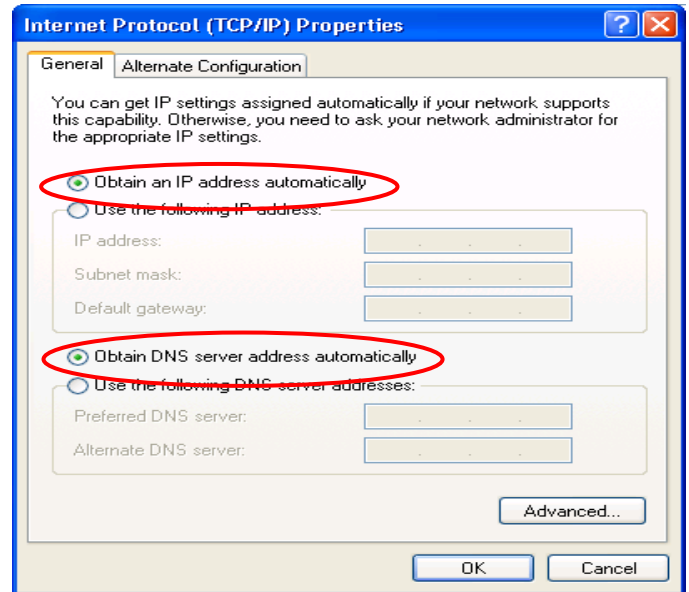 Internet Protocol (TCP/IP) Properties
General
Alternate Configuration
You can get IP settings assigned automatically if your network supports
this capability. Otherwise, you need to ask your network administrator for
the appropriate IP settings.
Obtain an IP address automatically
Use the following IP address:
IP address:
Subnet mask:
Default gateway:
Obtain DNS server address automatically
Use the following DNS server addresses:
Preferred DNS server:
Alternate DNS server:
Advanced...
OK
Cancel